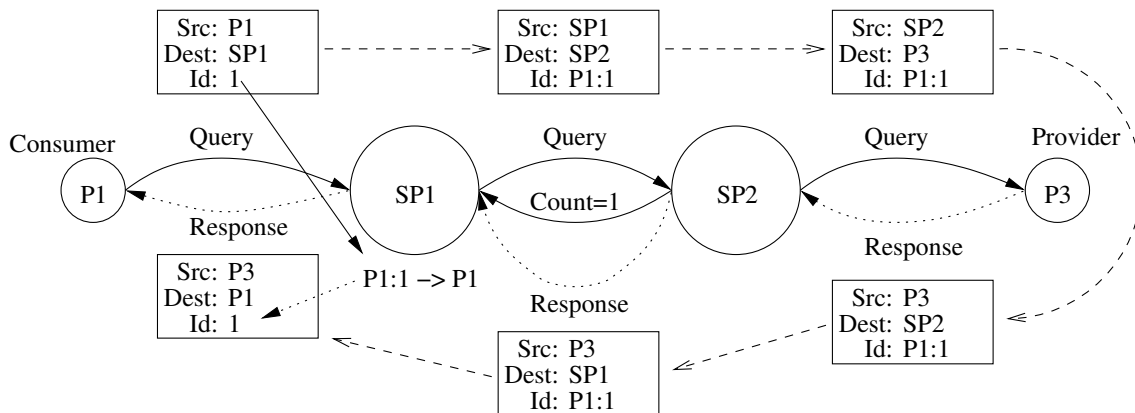 Src: P1
Dest: SP1
Id: 1
Src: SP1
Dest: SP2
Id: P1:1
Src: SP2
Dest: P3
Id: P1:1
Consumer
Query
Query
Query
Provider
P1
SP1
Count=1
SP2
P3
Response
Response
Response
P1:1 −> P1
Src: P3
Dest: P1
Id: 1
Src: P3
Dest: SP1
Id: P1:1
Src: P3
Dest: SP2
Id: P1:1